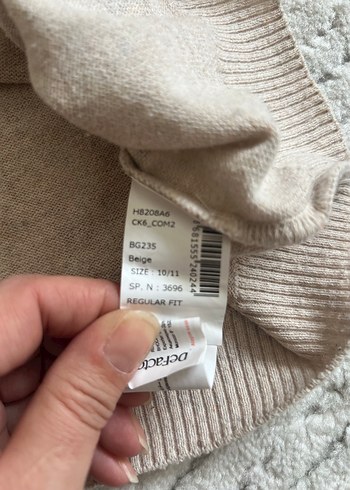 H8208A6
CK6_COM2
BG235
Beige
SIZE : 10/11
SP. N : 3696
REGULAR FIT
DeFacto